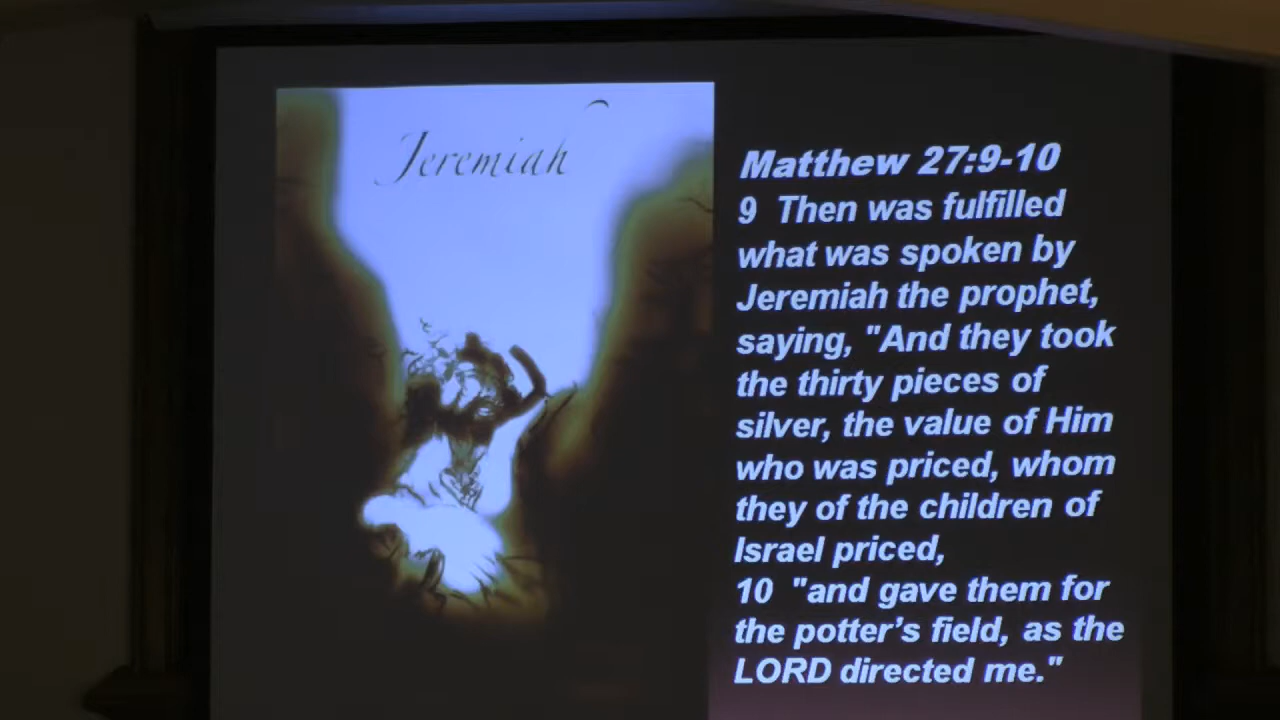 Jeremiah
Matthew 27:9-10
9 Then was fulfilled
what was spoken by
Jeremiah the prophet,
saying, "And they took
the thirty pieces of
silver, the value of Him
who was priced, whom
they of the children of
Israel priced,
10 "and gave them for
the potter’s field, as the
LORD directed me."